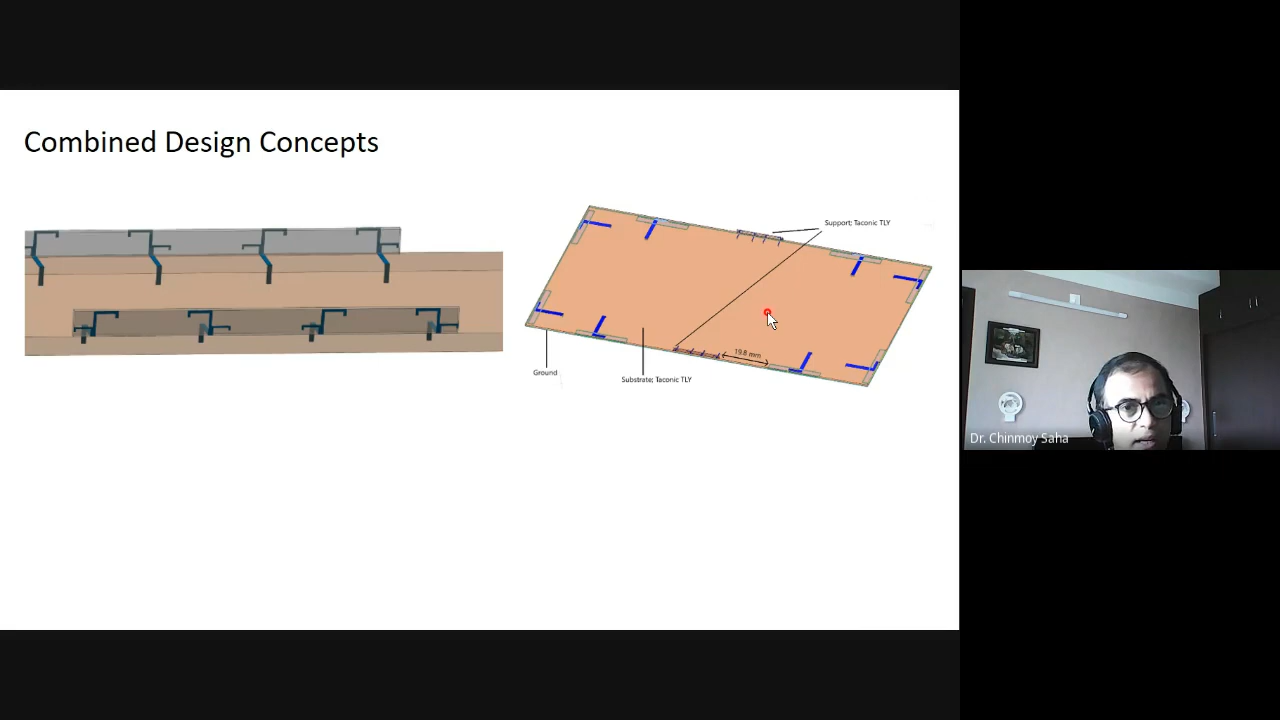 Combined Design Concepts
Support; Taconic TLY
19.8 mm
Ground
Substrate; Taconic TLY
Dr. Chinmoy Saha